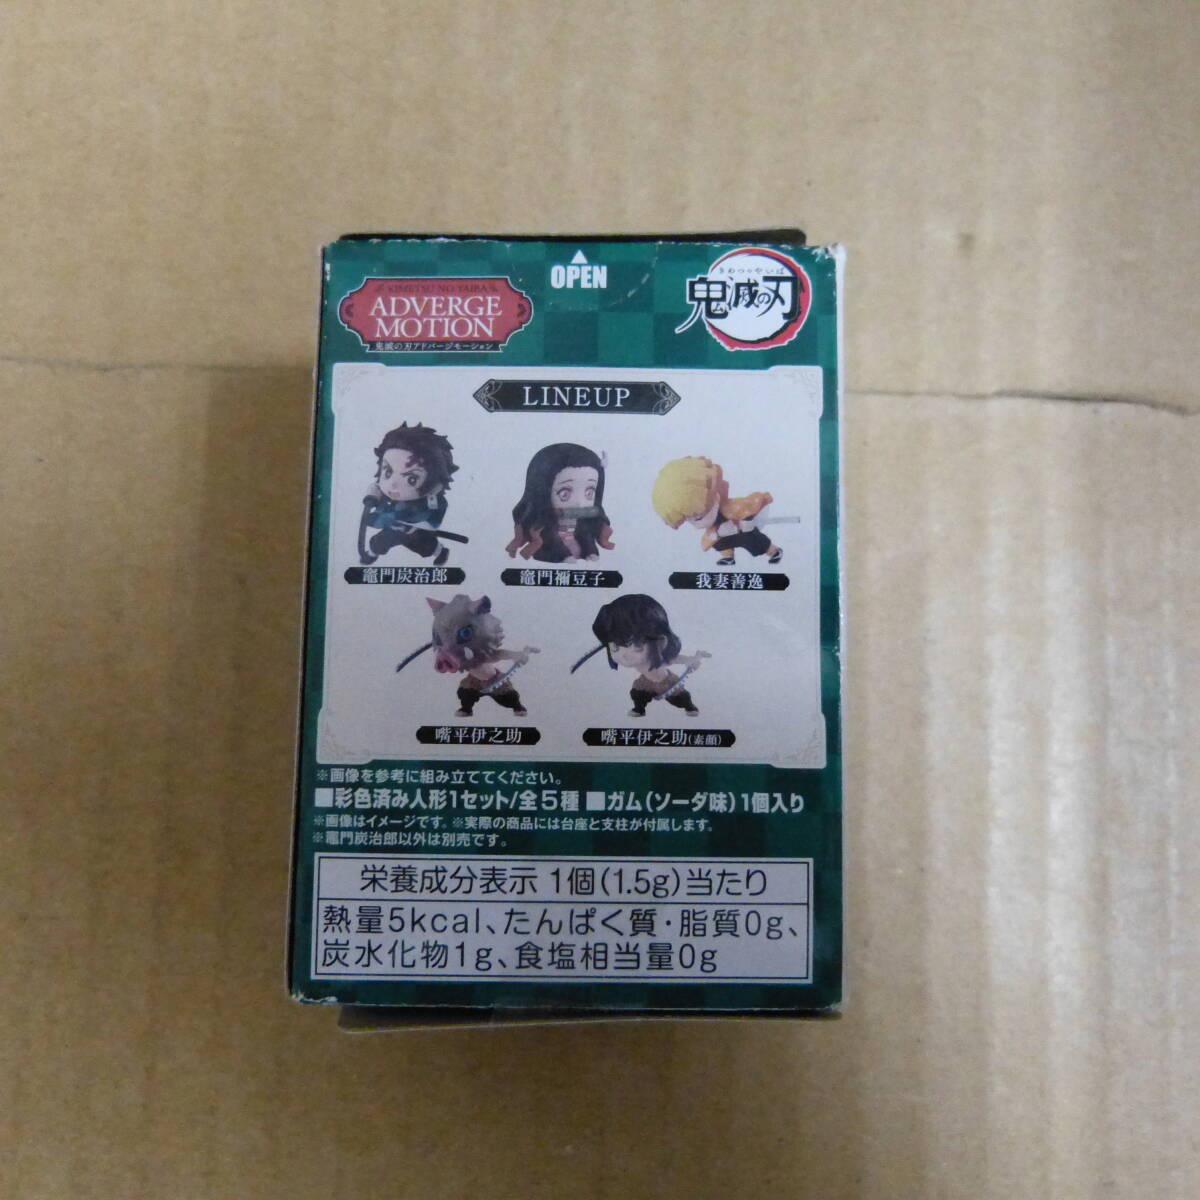 OPEN
KIMETSU NO YAIBA
ADVERGE
MOTION
鬼滅の刃アドバージモーション
きめつのやいば
鬼滅の刃
LINEUP
竈門炭治郎
竈門禰豆子
我妻善逸
嘴平伊之助
嘴平伊之助(素顔)
※画像を参考に組み立ててください。
■彩色済み人形1セット/全5種 ■ガム(ソーダ味)1個入り
※画像はイメージです。※実際の商品には台座と支柱が付属します。
※竈門炭治郎以外は別売です。
栄養成分表示 1個(1.5g)当たり
熱量5kcal、たんぱく質・脂質0g、
炭水化物1g、食塩相当量0g